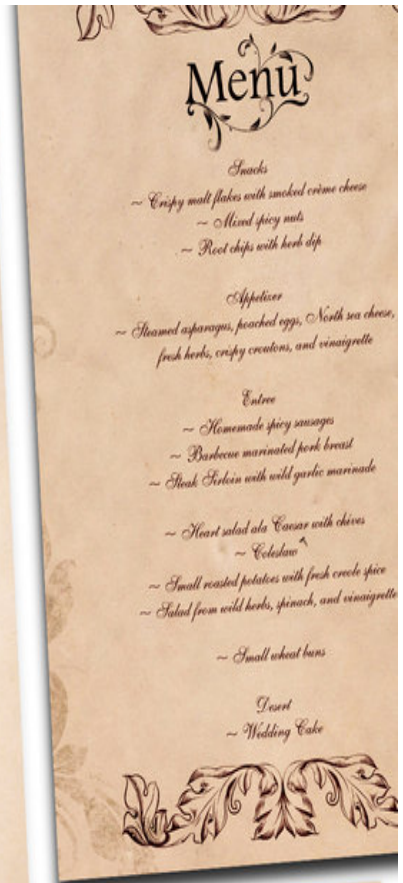 Menu
Snacks
~ Crispy malt flakes with smoked crème cheese
~ Mixed spicy nuts
~ Root chips with herb dip
Appetizer
~ Steamed asparagus, poached eggs, North sea cheese,
fresh herbs, crispy croutons, and vinaigrette
Entree
~ Homemade spicy sausages
~ Barbecue marinated pork breast
~ Steak Sirloin with wild garlic marinade
~ Heart salad ala Caesar with chives
~ Coleslaw
~ Small roasted potatoes with fresh creole spice
~ Salad from wild herbs, spinach, and vinaigrette
~ Small wheat buns
Desert
~ Wedding Cake